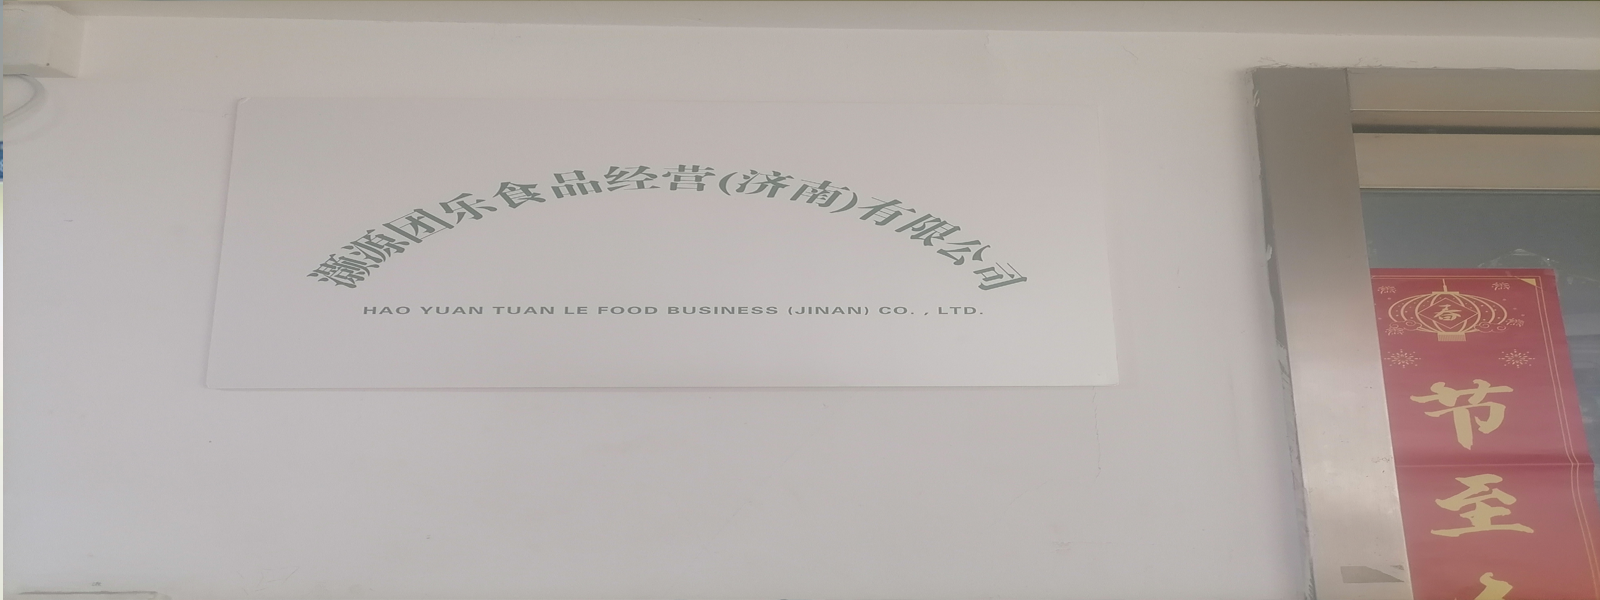 灏源团乐食品经营(济南)有限公司
HAO YUAN TUAN LE FOOD BUSINESS (JINAN) CO. , LTD.
春
节
至